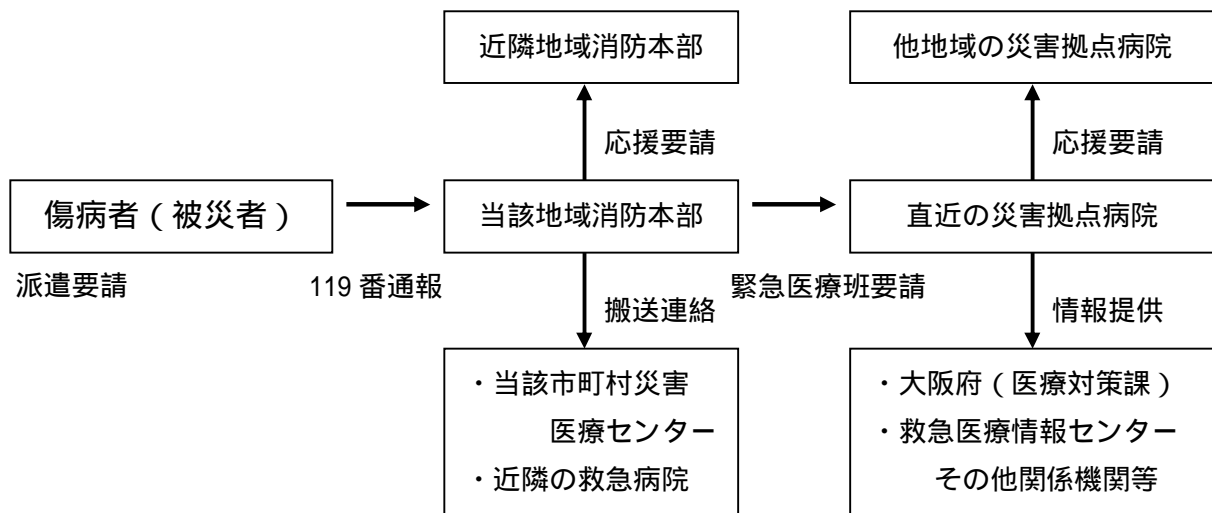 近隣地域消防本部
他地域の災害拠点病院
応援要請
応援要請
傷病者（被災者）
当該地域消防本部
直近の災害拠点病院
派遣要請
119 番通報
緊急医療班要請
搬送連絡
情報提供
・当該市町村災害
医療センター
・近隣の救急病院
・大阪府（医療対策課）
・救急医療情報センター
その他関係機関等